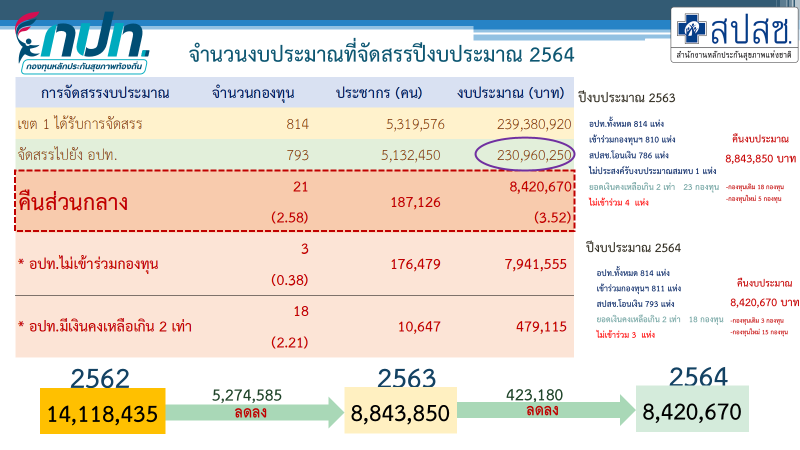 กปท.
กองทุนหลักประกันสุขภาพท้องถิ่น
จำนวนงบประมาณที่จัดสรรปีงบประมาณ 2564
สปสช.
สำนักงานหลักประกันสุขภาพแห่งชาติ
การจัดสรรงบประมาณ จำนวนกองทุน ประชากร (คน) งบประมาณ (บาท)
เขต 1 ได้รับการจัดสรร 814 5,319,576 239,380,920
จัดสรรไปยัง อปท. 793 5,132,450 230,960,250
คืนส่วนกลาง 21 (2.58) 187,126 8,420,670 (3.52)
* อปท.ไม่เข้าร่วมกองทุน 3 (0.38) 176,479 7,941,555
* อปท.มีเงินคงเหลือเกิน 2 เท่า 18 (2.21) 10,647 479,115
ปีงบประมาณ 2563
อปท.ทั้งหมด 814 แห่ง
เข้าร่วมกองทุนฯ 810 แห่ง
สปสช.โอนเงิน 786 แห่ง
ไม่ประสงค์รับงบประมาณสมทบ 1 แห่ง
ยอดเงินคงเหลือเกิน 2 เท่า 23 กองทุน
ไม่เข้าร่วม 4 แห่ง
คืนงบประมาณ
8,843,850 บาท
-กองทุนเดิม 18 กองทุน
-กองทุนใหม่ 5 กองทุน
ปีงบประมาณ 2564
อปท.ทั้งหมด 814 แห่ง
เข้าร่วมกองทุนฯ 811 แห่ง
สปสช.โอนเงิน 793 แห่ง
ยอดเงินคงเหลือเกิน 2 เท่า 18 กองทุน
ไม่เข้าร่วม 3 แห่ง
คืนงบประมาณ
8,420,670 บาท
-กองทุนเดิม 3 กองทุน
-กองทุนใหม่ 15 กองทุน
2562
14,118,435
5,274,585
ลดลง
2563
8,843,850
423,180
ลดลง
2564
8,420,670